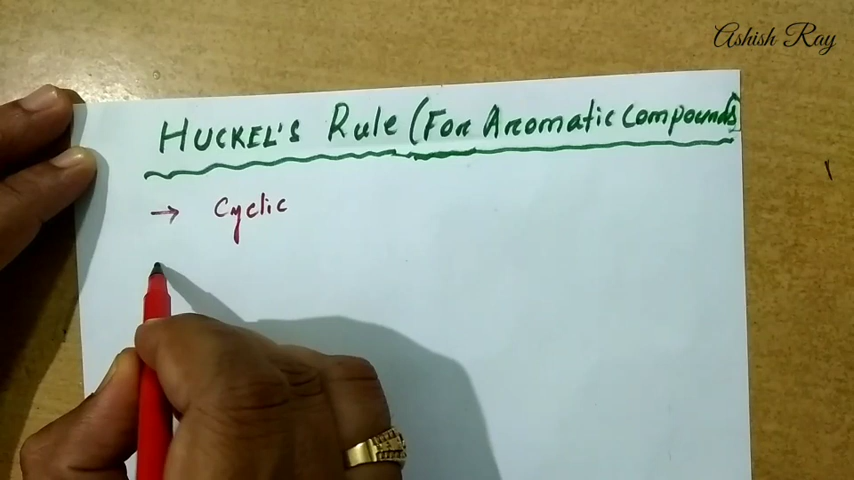 Ashish Ray
HUCKEL'S Rule (For Aromatic Compounds)
→ Cyclic